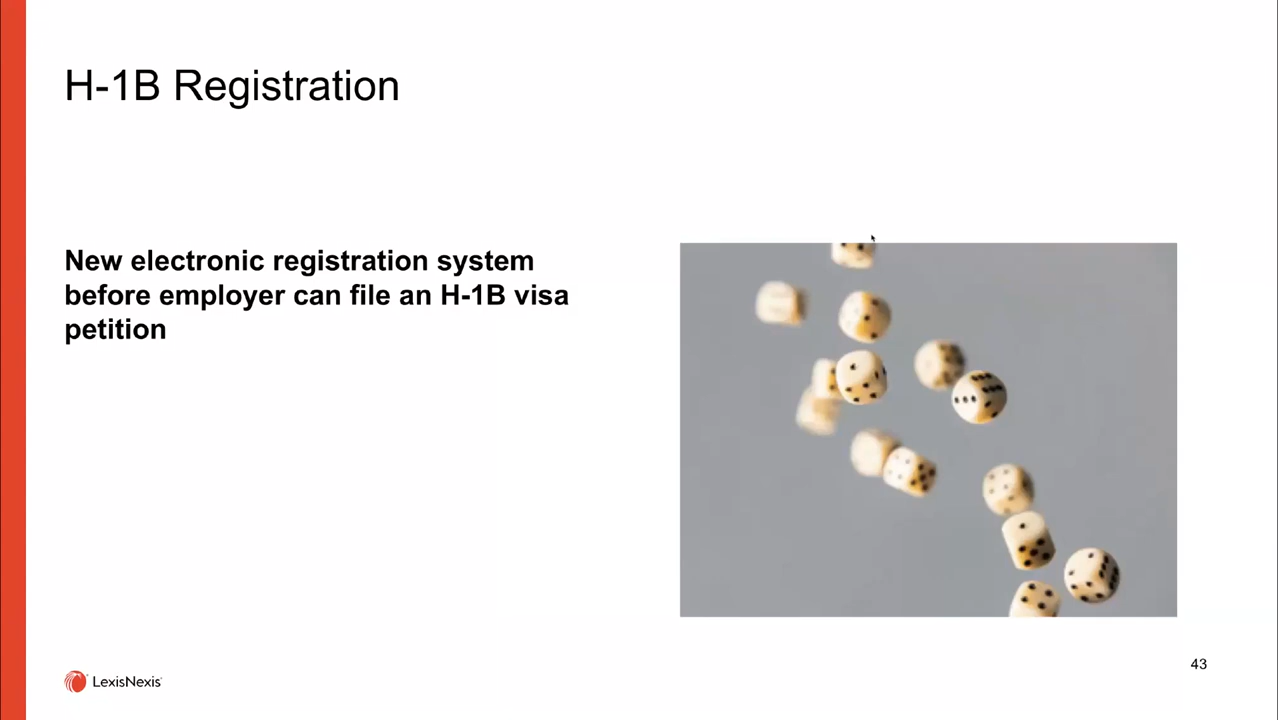 H-1B Registration
New electronic registration system
before employer can file an H-1B visa
petition
43
LexisNexis